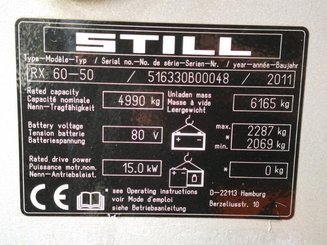 STILL
Type-Modèle-Typ / Serial no.-No. de série-Serien-Nr. / year-année-Baujahr
RX 60-50 / 516330B00048 / 2011
Rated capacity
Capacité nominale
Nenn-Tragfähigkeit
4990 kg
Unladen mass
Masse à vide
Leergewicht
6165 kg
Battery voltage
Tension batterie
Batteriespannung
80 V
max. 2287 kg
* min. 2069 kg
Rated drive power
Puissance motr.nom.
Nenn-Antriebsleist.
15.0 kW
* 0 kg
CE
* see Operating instructions
voir Mode d'emploi
siehe Betriebsanleitung
D-22113 Hamburg
Berzeliusstr. 10